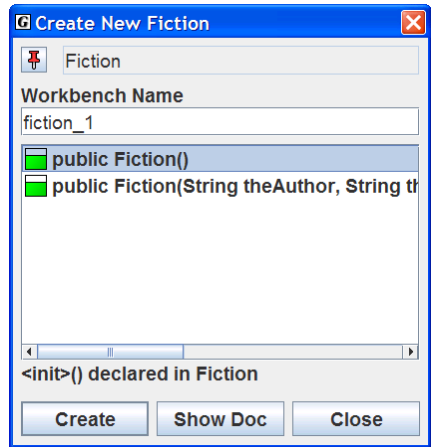 G Create New Fiction
Fiction
Workbench Name
fiction_1
public Fiction()
public Fiction(String theAuthor, String th
<init>() declared in Fiction
Create Show Doc Close